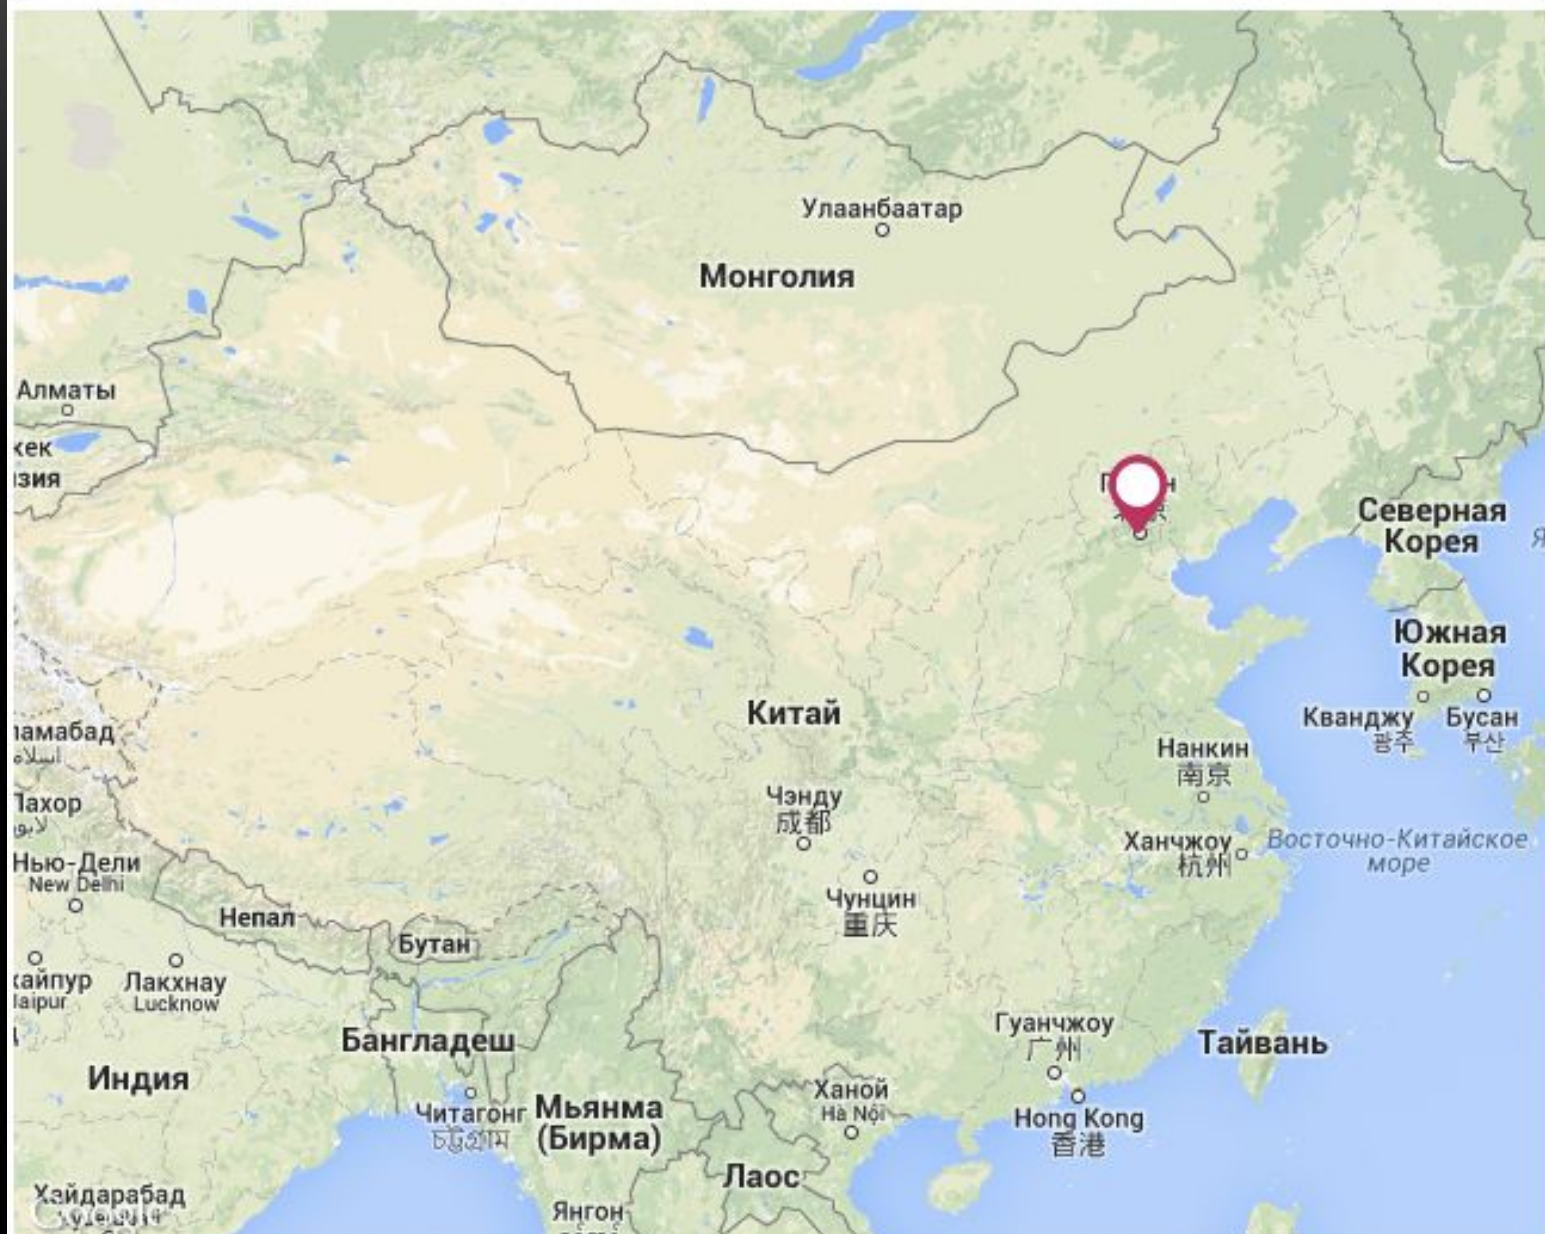 Улаанбаатар
Монголия
Алматы
Северная
Корея
Южная
Корея
Кванджу
광주
Бусан
부산
Китай
Нанкин
南京
Чэнду
成都
Ханчжоу
杭州
Восточно-Китайское
море
Чунцин
重庆
Нью-Дели
New Delhi
Непал
Бутан
Лакхнау
Lucknow
Гуанчжоу
广州
Тайвань
Бангладеш
Индия
Читагонг
Мьянма
(Бирма)
Ханой
Hà Nội
Hong Kong
香港
Лаос
Хайдарабад
Янгон
Google